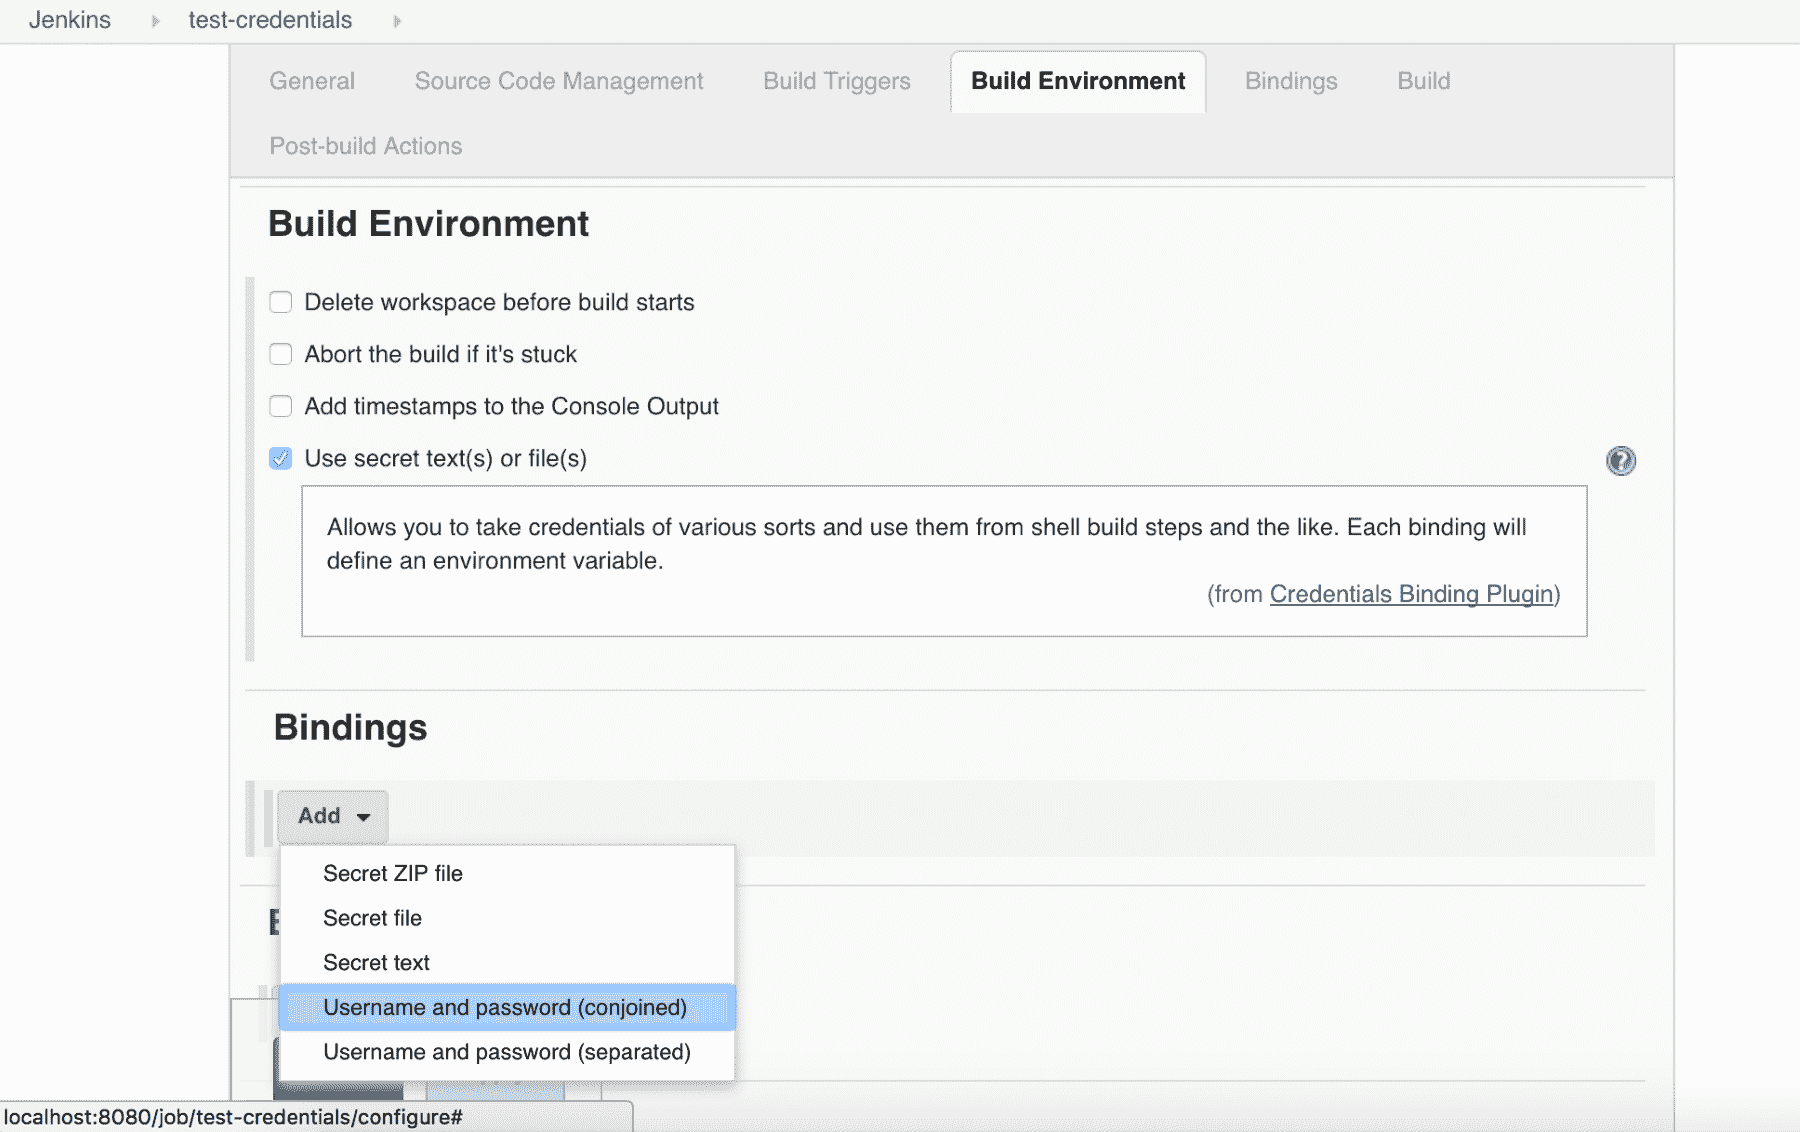 Jenkins test-credentials
General Source Code Management Build Triggers Build Environment Bindings Build
Post-build Actions
Build Environment
Delete workspace before build starts
Abort the build if it's stuck
Add timestamps to the Console Output
Use secret text(s) or file(s)
Allows you to take credentials of various sorts and use them from shell build steps and the like. Each binding will
define an environment variable.
(from Credentials Binding Plugin)
Bindings
Add
Secret ZIP file
Secret file
Secret text
Username and password (conjoined)
Username and password (separated)
localhost:8080/job/test-credentials/configure#